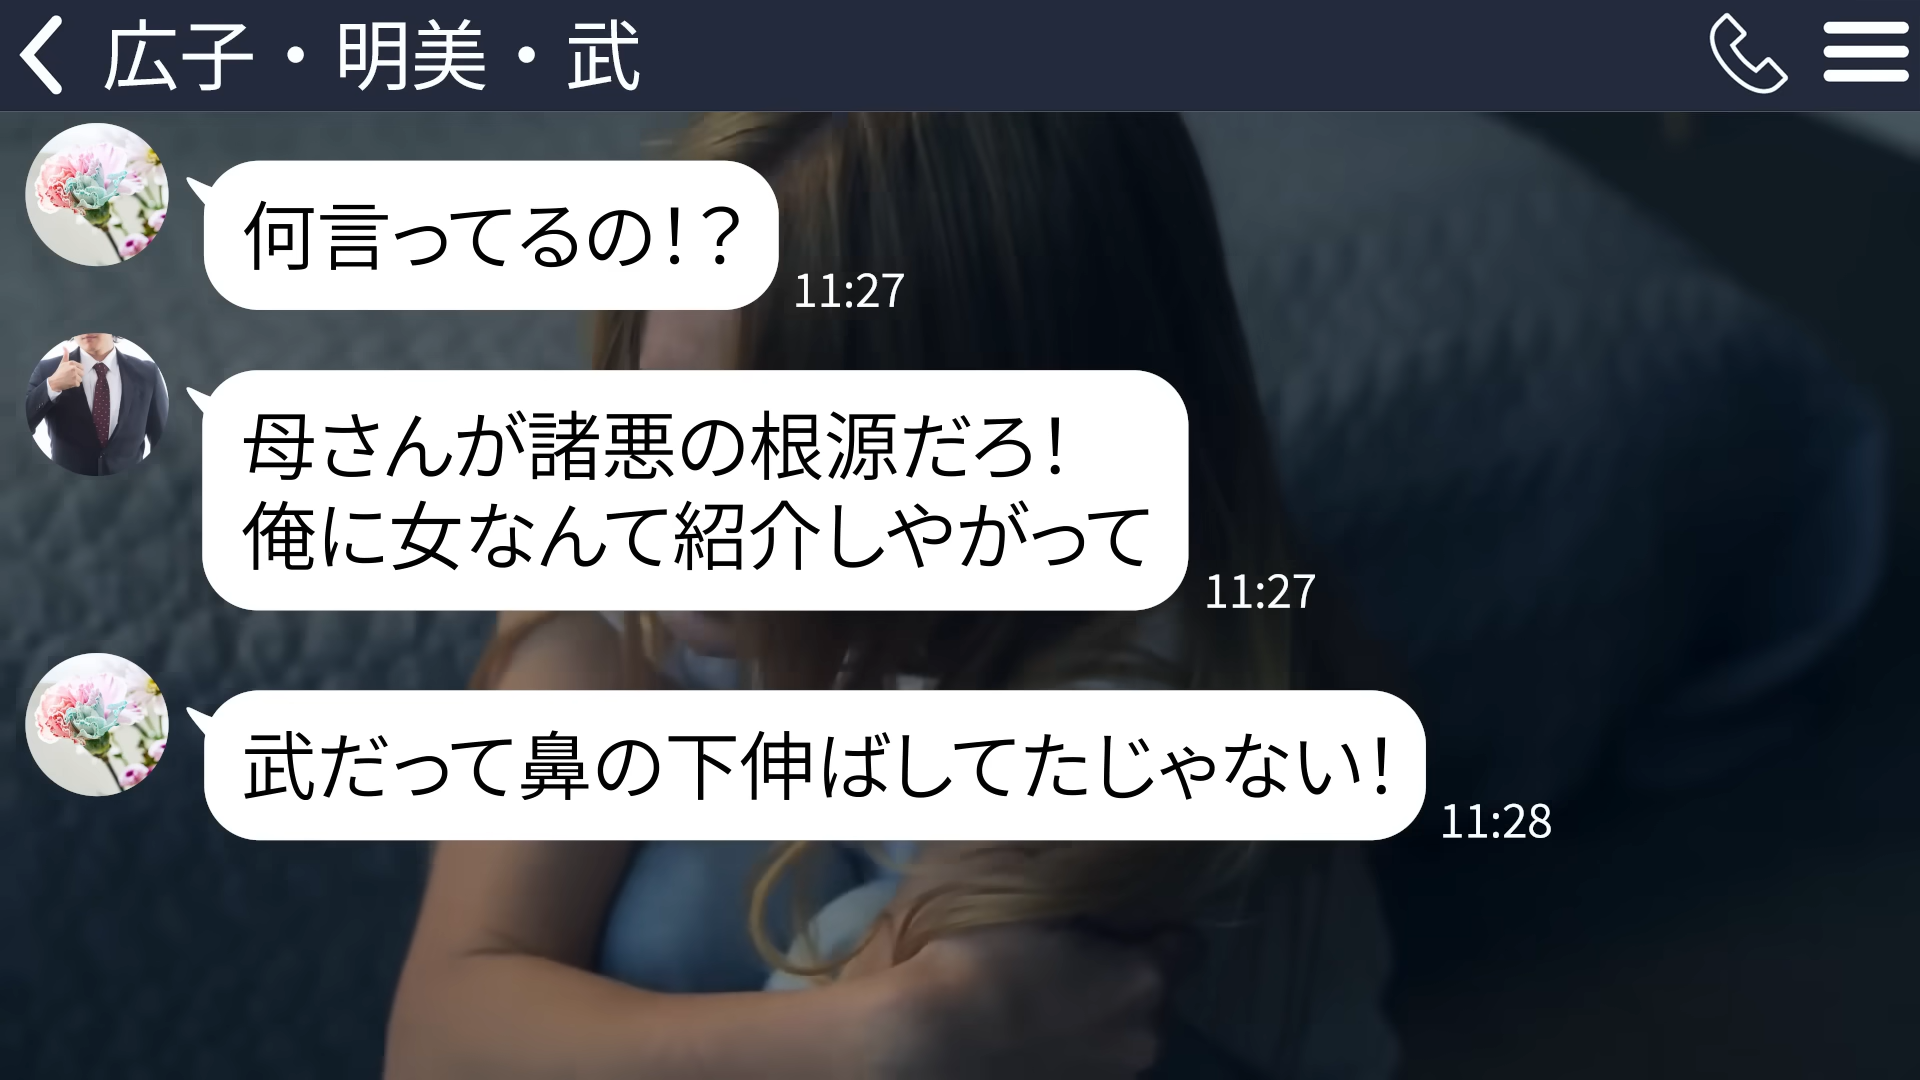 広子・明美・武
何言ってるの！？
11:27
母さんが諸悪の根源だろ！
俺に女なんて紹介しやがって
11:27
武だって鼻の下伸ばしてたじゃない！
11:28